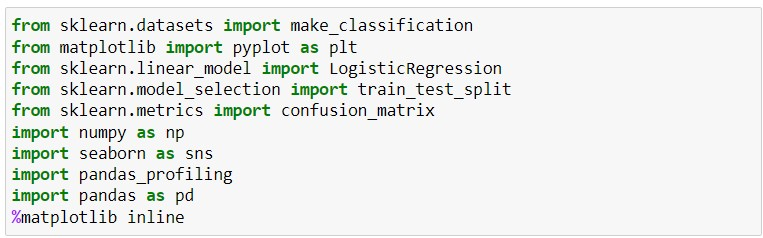 from sklearn.datasets import make_classification
from matplotlib import pyplot as plt
from sklearn.linear_model import LogisticRegression
from sklearn.model_selection import train_test_split
from sklearn.metrics import confusion_matrix
import numpy as np
import seaborn as sns
import pandas_profiling
import pandas as pd
%matplotlib inline